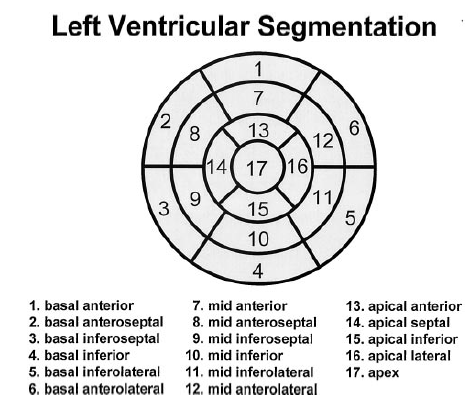 Left Ventricular Segmentation
1
7
2
8
13
12
6
14
17
16
3
9
15
11
5
10
4
1. basal anterior
2. basal anteroseptal
3. basal inferoseptal
4. basal inferior
5. basal inferolateral
6. basal anterolateral
7. mid anterior
8. mid anteroseptal
9. mid inferoseptal
10. mid inferior
11. mid inferolateral
12. mid anterolateral
13. apical anterior
14. apical septal
15. apical inferior
16. apical lateral
17. apex